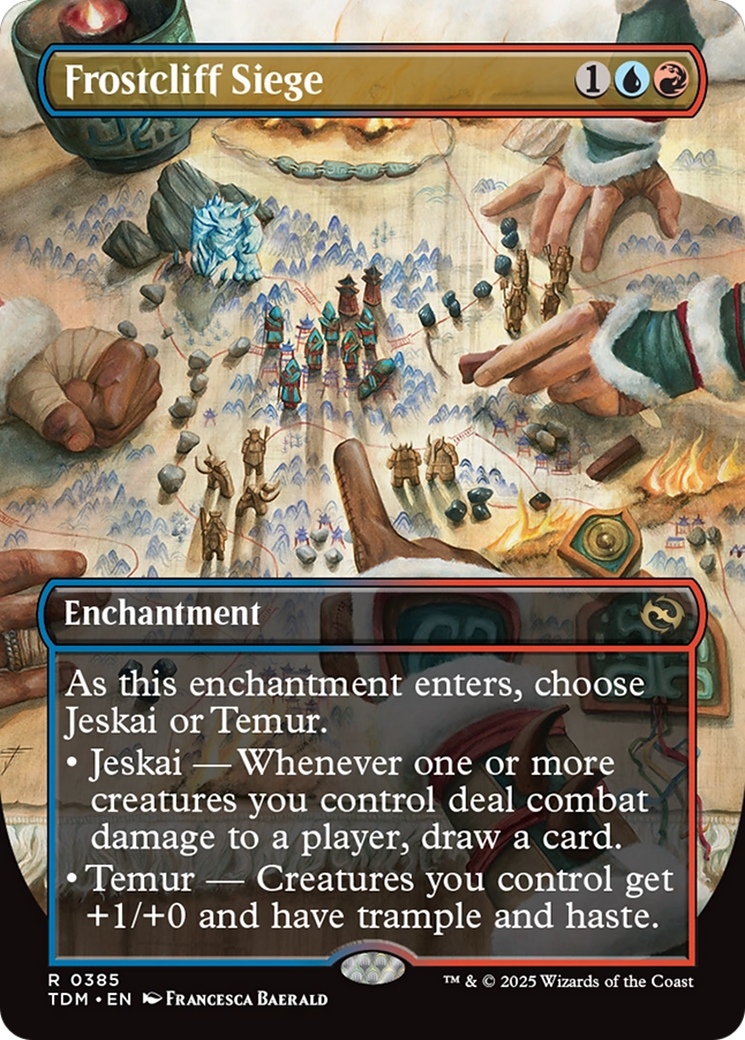 Frostcliff Siege 1
Enchantment
As this enchantment enters, choose
Jeskai or Temur.
• Jeskai — Whenever one or more
creatures you control deal combat
damage to a player, draw a card.
• Temur — Creatures you control get
+1/+0 and have trample and haste.
R 0385
TDM • EN Francesca Baerald
™ & © 2025 Wizards of the Coast